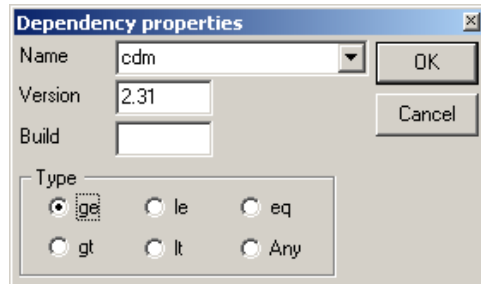 Dependency properties
Name cdm OK
Version 2.31 Cancel
Build
Type
ge le eq
gt lt Any